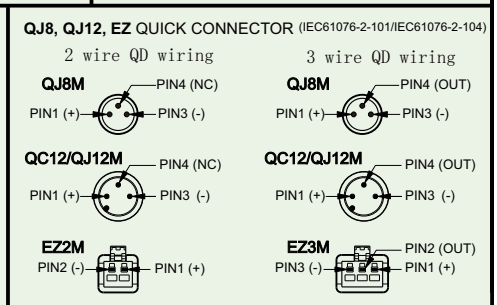 QJ8, QJ12, EZ QUICK CONNECTOR (IEC61076-2-101/IEC61076-2-104)
2 wire QD wiring
3 wire QD wiring
QJ8M
PIN4 (NC)
PIN1 (+)
PIN3 (-)
QJ8M
PIN4 (OUT)
PIN1 (+)
PIN3 (-)
QC12/QJ12M
PIN4 (NC)
PIN1 (+)
PIN3 (-)
QC12/QJ12M
PIN4 (OUT)
PIN1 (+)
PIN3 (-)
EZ2M
PIN2 (-)
PIN1 (+)
EZ3M
PIN2 (OUT)
PIN3 (-)
PIN1 (+)